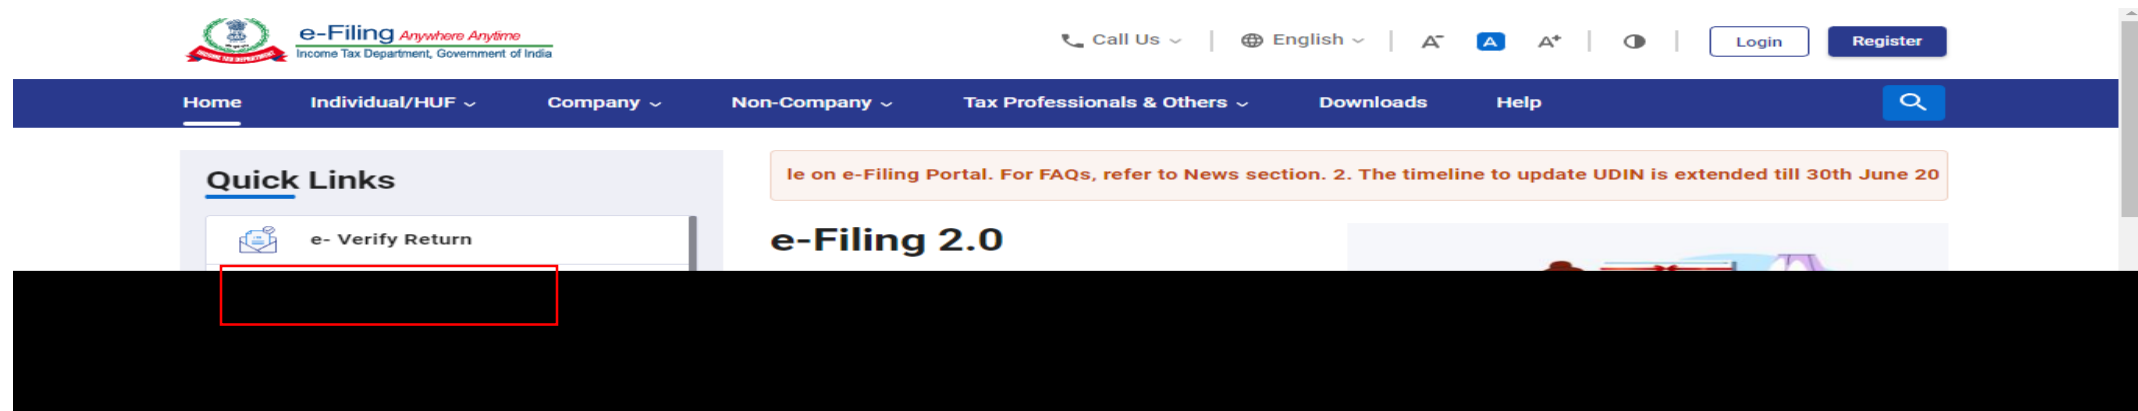 e-Filing Anywhere Anytime
Income Tax Department, Government of India
Call Us
English
A-
A
A+
Login
Register
Home
Individual/HUF
Company
Non-Company
Tax Professionals & Others
Downloads
Help
Quick Links
le on e-Filing Portal. For FAQs, refer to News section. 2. The timeline to update UDIN is extended till 30th June 20
e- Verify Return
e-Filing 2.0